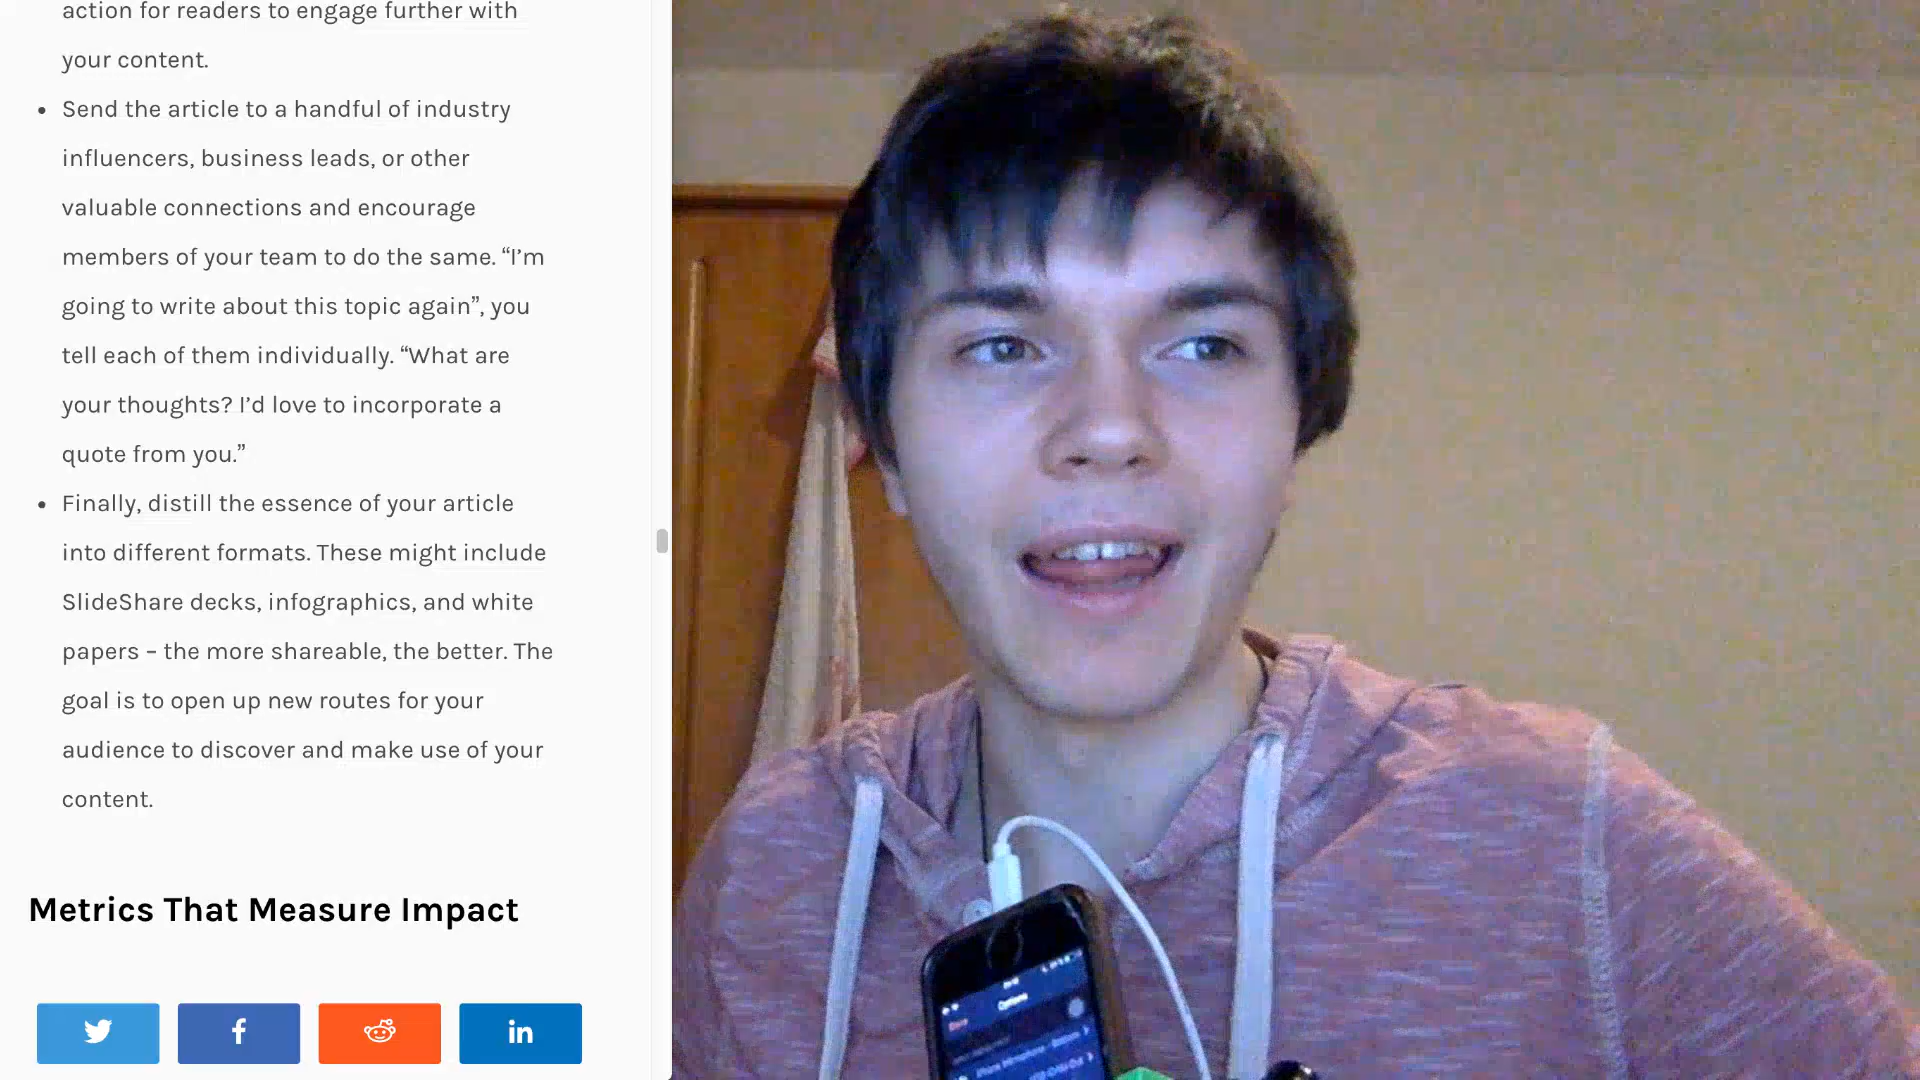 action for readers to engage further with
your content.
• Send the article to a handful of industry
influencers, business leads, or other
valuable connections and encourage
members of your team to do the same. “I’m
going to write about this topic again”, you
tell each of them individually. “What are
your thoughts? I’d love to incorporate a
quote from you.”
• Finally, distill the essence of your article
into different formats. These might include
SlideShare decks, infographics, and white
papers – the more shareable, the better. The
goal is to open up new routes for your
audience to discover and make use of your
content.
Metrics That Measure Impact
f
in